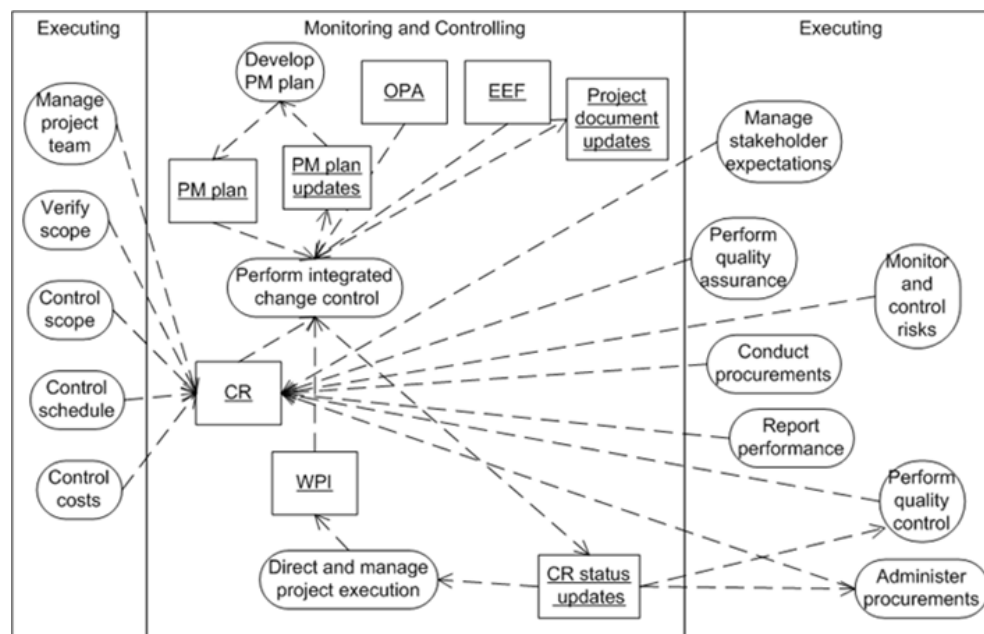 Executing
Monitoring and Controlling
Executing
Develop
PM plan
OPA
EEF
Project
document
updates
Manage
project
team
Manage
stakeholder
expectations
PM plan
PM plan
updates
Verify
scope
Perform
quality
assurance
Monitor
and
control
risks
Perform integrated
change control
Control
scope
Conduct
procurements
CR
Control
schedule
Report
performance
WPI
Control
costs
Perform
quality
control
Direct and manage
project execution
CR status
updates
Administer
procurements